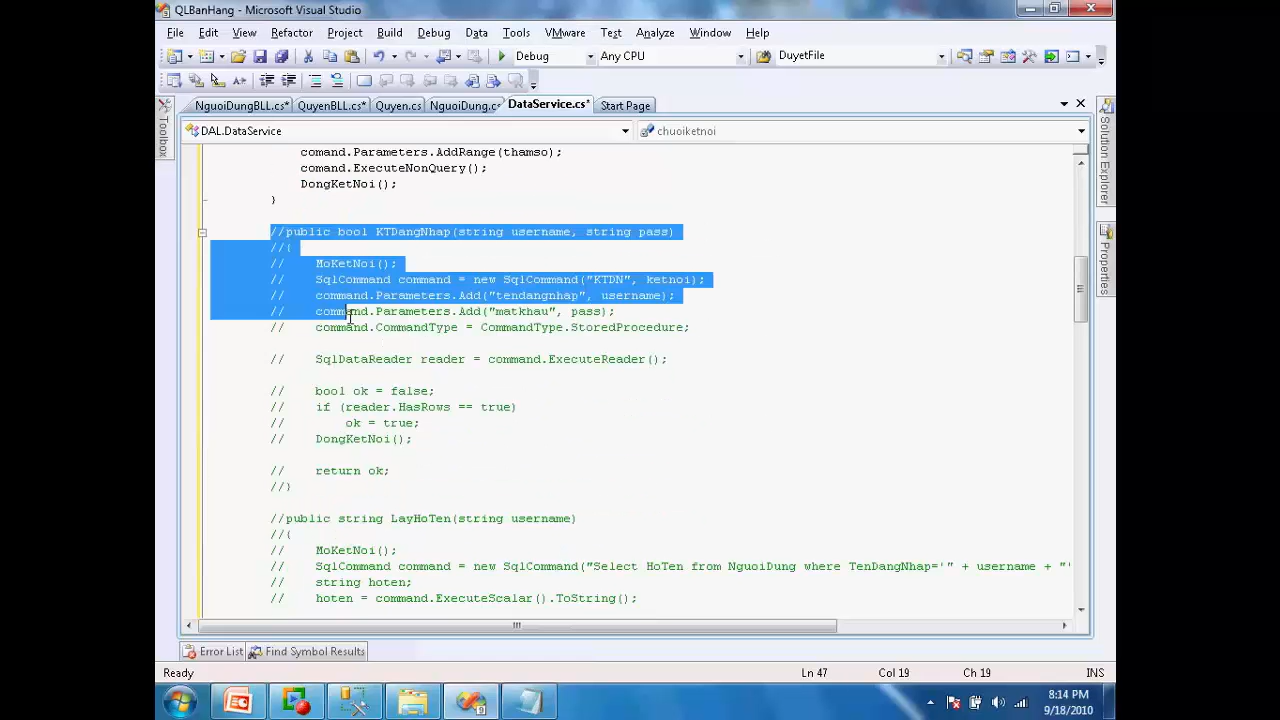 QLBanHang - Microsoft Visual Studio
File Edit View Refactor Project Build Debug Data Tools VMware Test Analyze Window Help
Debug Any CPU DuyetFile
NguoiDungBLL.cs* QuyenBLL.cs* Quyen.cs NguoiDung.c* DataService.cs* Start Page
Toolbox
DAL.DataService chuoiketnoi
comand.Parameters.AddRange(thamso);
comand.ExecuteNonQuery();
DongKetNoi();
}
//public bool KTDangNhap(string username, string pass)
//{
// MoKetNoi();
// SqlCommand command = new SqlCommand("KTDN", ketnoi);
// command.Parameters.Add("tendangnhap", username);
// command.Parameters.Add("matkhau", pass);
// command.CommandType = CommandType.StoredProcedure;
// SqlDataReader reader = command.ExecuteReader();
// bool ok = false;
// if (reader.HasRows == true)
// ok = true;
// DongKetNoi();
// return ok;
//}
//public string LayHoTen(string username)
//{
// MoKetNoi();
// SqlCommand command = new SqlCommand("Select HoTen from NguoiDung where TenDangNhap='" + username + "'
// string hoten;
// hoten = command.ExecuteScalar().ToString();
Solution Explorer
Properties
Error List Find Symbol Results
Ready Ln 47 Col 19 Ch 19 INS
8:14 PM
9/18/2010